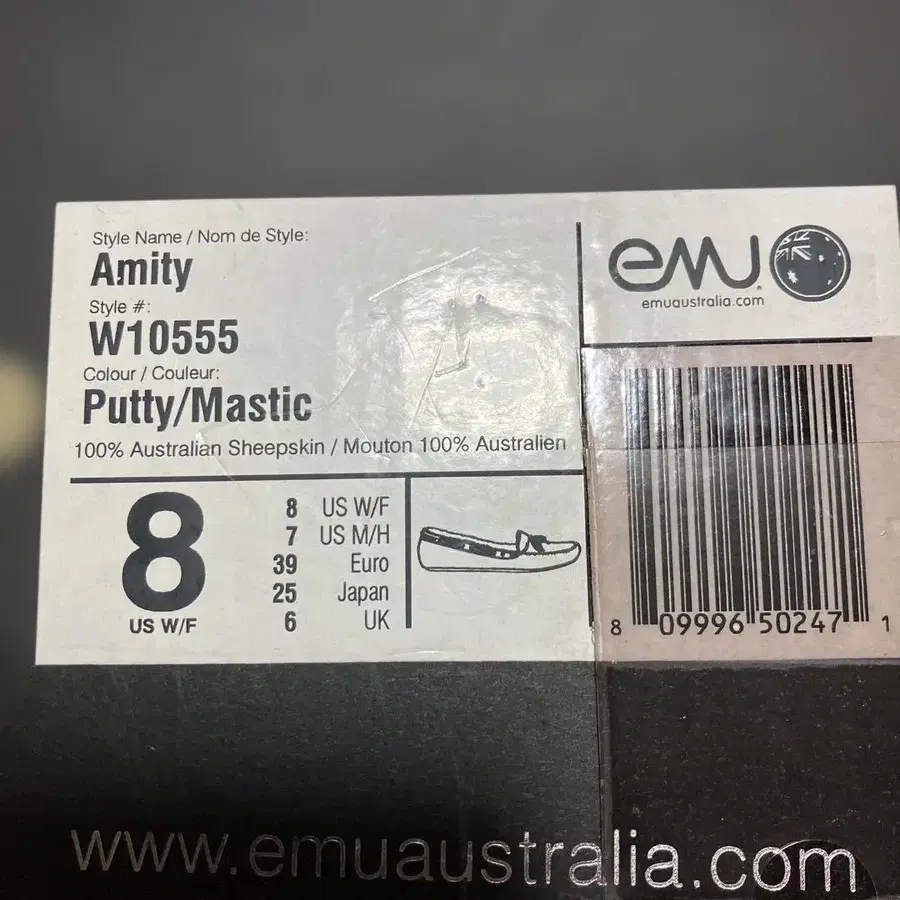 Style Name / Nom de Style:
Amity
Style #:
W10555
Colour / Couleur:
Putty/Mastic
100% Australian Sheepskin / Mouton 100% Australien
8
US W/F
8 US W/F
7 US M/H
39 Euro
25 Japan
6 UK
emu
emuaustralia.com
8 09996 50247 1
www.emuaustralia.com